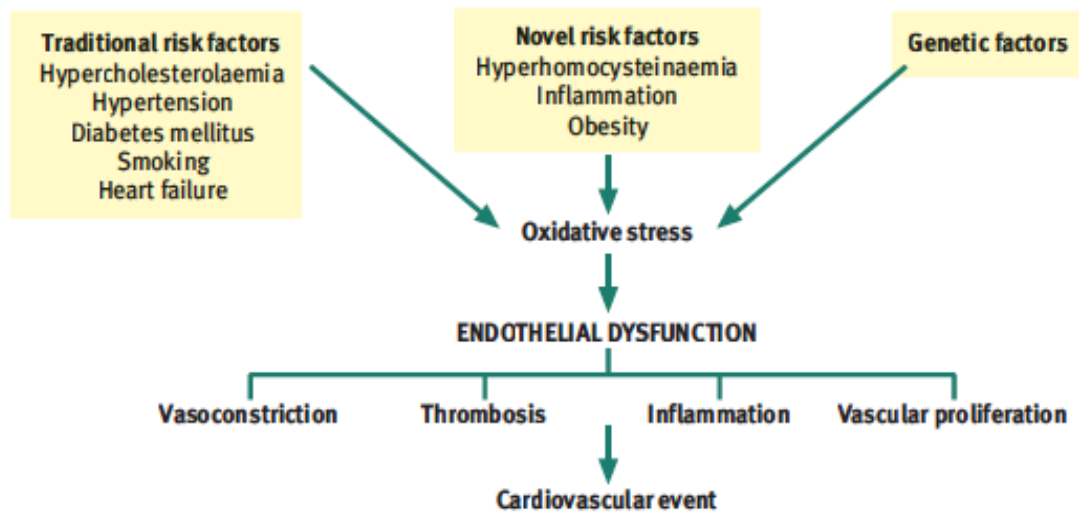 Traditional risk factors
Hypercholesterolaemia
Hypertension
Diabetes mellitus
Smoking
Heart failure
Novel risk factors
Hyperhomocysteinaemia
Inflammation
Obesity
Genetic factors
Oxidative stress
ENDOTHELIAL DYSFUNCTION
Vasoconstriction
Thrombosis
Inflammation
Vascular proliferation
Cardiovascular event